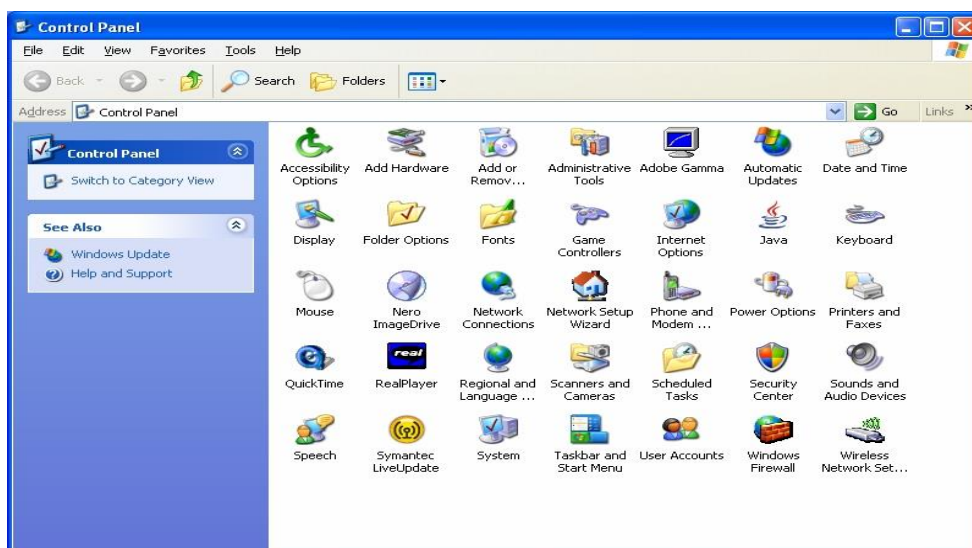 Control Panel
File Edit View Favorites Tools Help
Back Search Folders
Address Control Panel Go Links »
Control Panel
Switch to Category View
See Also
Windows Update
Help and Support
Accessibility Options
Add Hardware
Add or Remov...
Administrative Tools
Adobe Gamma
Automatic Updates
Date and Time
Display
Folder Options
Fonts
Game Controllers
Internet Options
Java
Keyboard
Mouse
Nero ImageDrive
Network Connections
Network Setup Wizard
Phone and Modem ...
Power Options
Printers and Faxes
QuickTime
real
RealPlayer
Regional and Language ...
Scanners and Cameras
Scheduled Tasks
Security Center
Sounds and Audio Devices
Speech
Symantec LiveUpdate
System
Taskbar and Start Menu
User Accounts
Windows Firewall
Wireless Network Set...